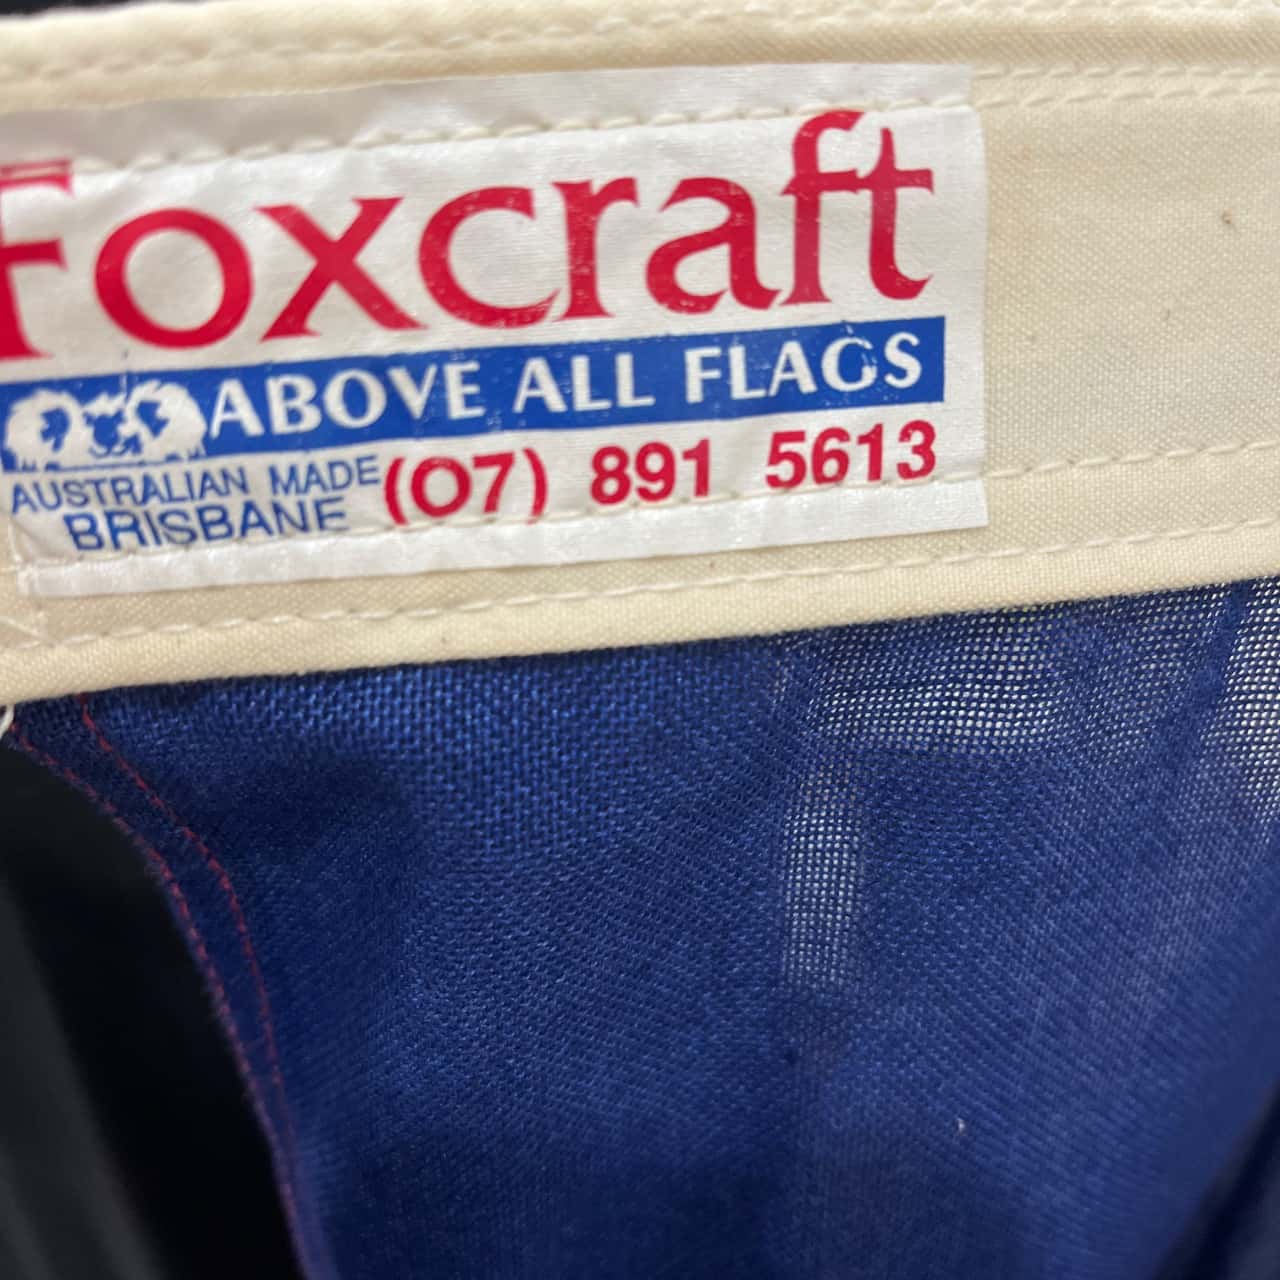 Foxcraft
ABOVE ALL FLAGS
AUSTRALIAN MADE
BRISBANE
(07) 891 5613